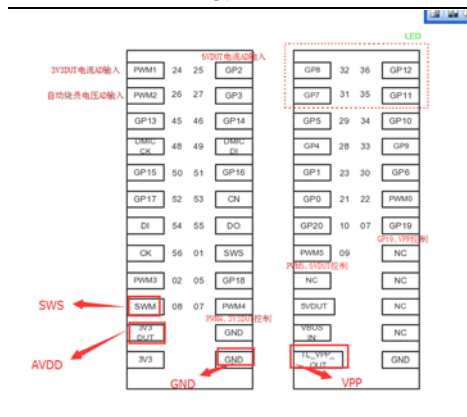 LED
5VDUT电流AD输入
3V3DUT电流AD输入 PWM1 24 25 GP2 GP8 32 36 GP12
自动烧录电压AD输入 PWM2 26 27 GP3 GP7 31 35 GP11
GP13 45 46 GP14 GP5 29 34 GP10
DMIC CK 48 49 DMIC DI GP4 28 33 GP9
GP15 50 51 GP16 GP1 23 30 GP6
GP17 52 53 CN GP0 21 22 PWM0
DI 54 55 DO GP20 10 07 GP19
GP19,VPP控制
CK 56 01 SWS PWM5 09 NC
PWM5,5VDUT控制
PWM3 02 05 GP18 NC NC
SWS SWM 08 07 PWM4 5VDUT NC
PWM4,3V3DUT控制
3V3 DUT GND VBUS IN NC
AVDD 3V3 GND TL_VPP_OUT GND
GND VPP